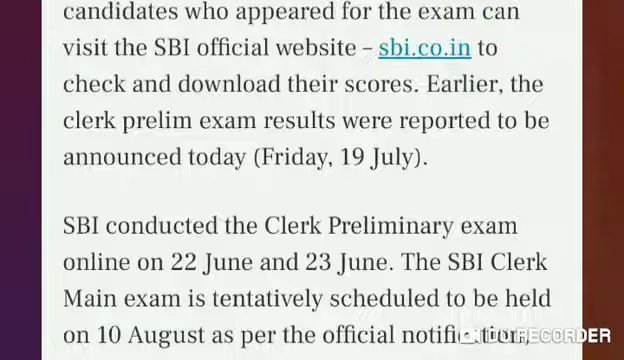 candidates who appeared for the exam can
visit the SBI official website – sbi.co.in to
check and download their scores. Earlier, the
clerk prelim exam results were reported to be
announced today (Friday, 19 July).
SBI conducted the Clerk Preliminary exam
online on 22 June and 23 June. The SBI Clerk
Main exam is tentatively scheduled to be held
on 10 August as per the official
RECORDER